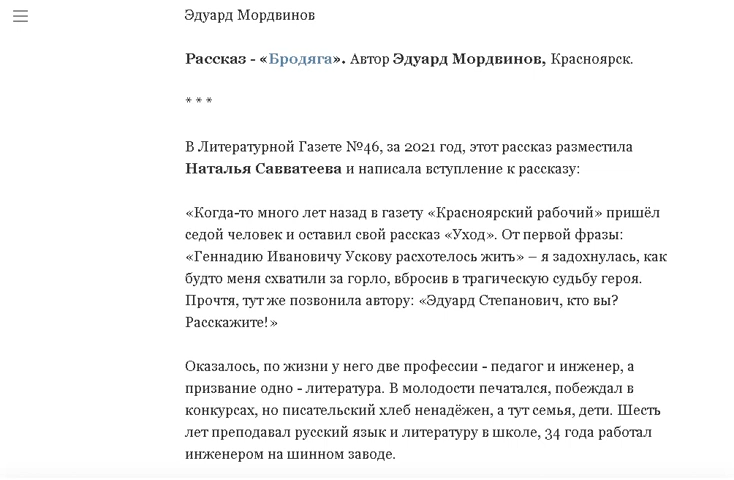 Эдуард Мордвинов
Рассказ - «Бродяга». Автор Эдуард Мордвинов, Красноярск.
* * *
В Литературной Газете №46, за 2021 год, этот рассказ разместила
Наталья Савватеева и написала вступление к рассказу:
«Когда-то много лет назад в газету «Красноярский рабочий» пришёл
седой человек и оставил свой рассказ «Уход». От первой фразы:
«Геннадию Ивановичу Ускову расхотелось жить» – я задохнулась, как
будто меня схватили за горло, вбросив в трагическую судьбу героя.
Прочтя, тут же позвонила автору: «Эдуард Степанович, кто вы?
Расскажите!»
Оказалось, по жизни у него две профессии - педагог и инженер, а
призвание одно - литература. В молодости печатался, побеждал в
конкурсах, но писательский хлеб ненадёжен, а тут семья, дети. Шесть
лет преподавал русский язык и литературу в школе, 34 года работал
инженером на шинном заводе.